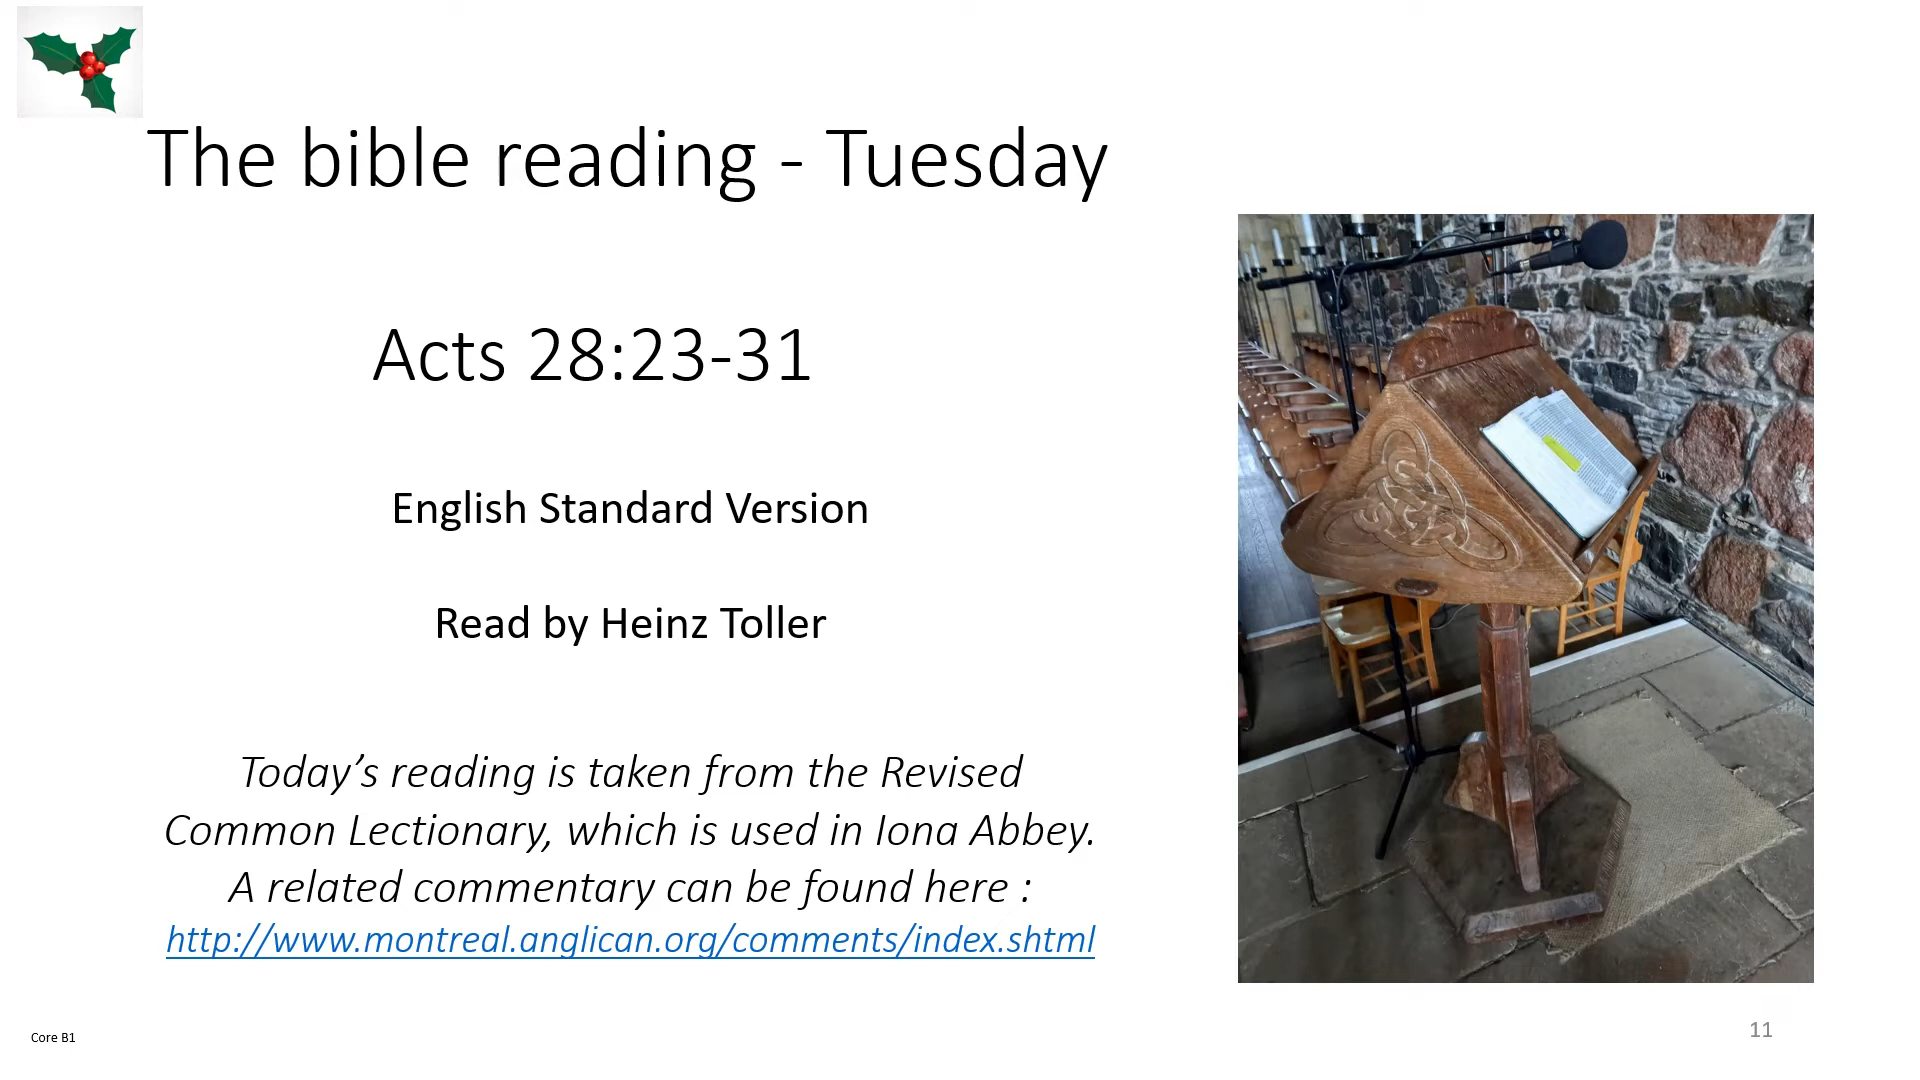 The bible reading - Tuesday
Acts 28:23-31
English Standard Version
Read by Heinz Toller
Today’s reading is taken from the Revised
Common Lectionary, which is used in Iona Abbey.
A related commentary can be found here :
http://www.montreal.anglican.org/comments/index.shtml
Core B1
11